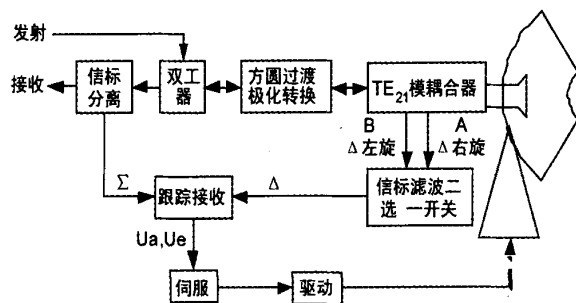 发射
接收
信标
分离
双工
器
方圆过渡
极化转换
TE21模耦合器
B
A
Δ左旋
Δ右旋
信标滤波二
选 一开关
Σ
跟踪接收
Δ
Ua,Ue
伺服
驱动